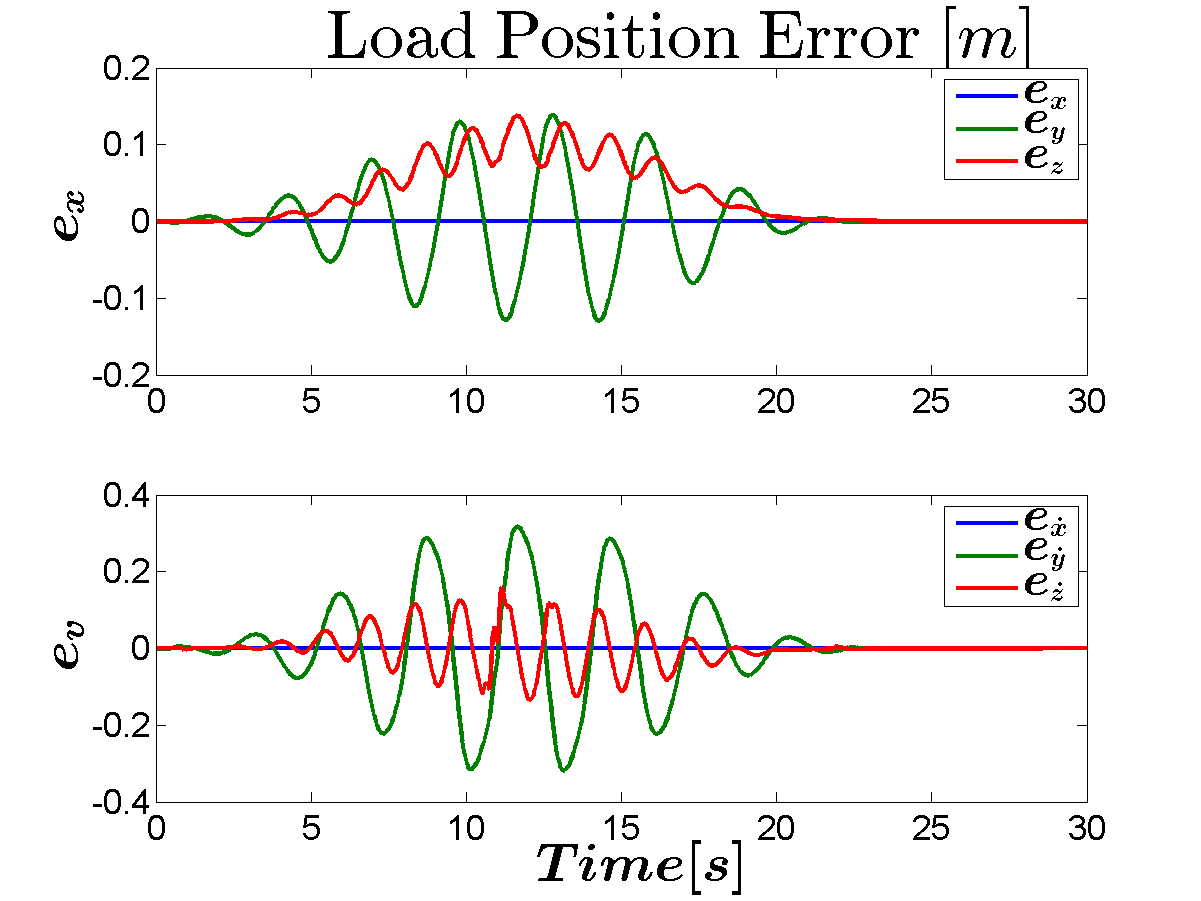 Load Position Error [m]
0.2
0.1
0
-0.1
-0.2
e_x
e_x
e_y
e_z
0 5 10 15 20 25 30
0.4
0.2
0
-0.2
-0.4
e_v
e_ẋ
e_ẏ
e_ż
0 5 10 15 20 25 30
Time[s]